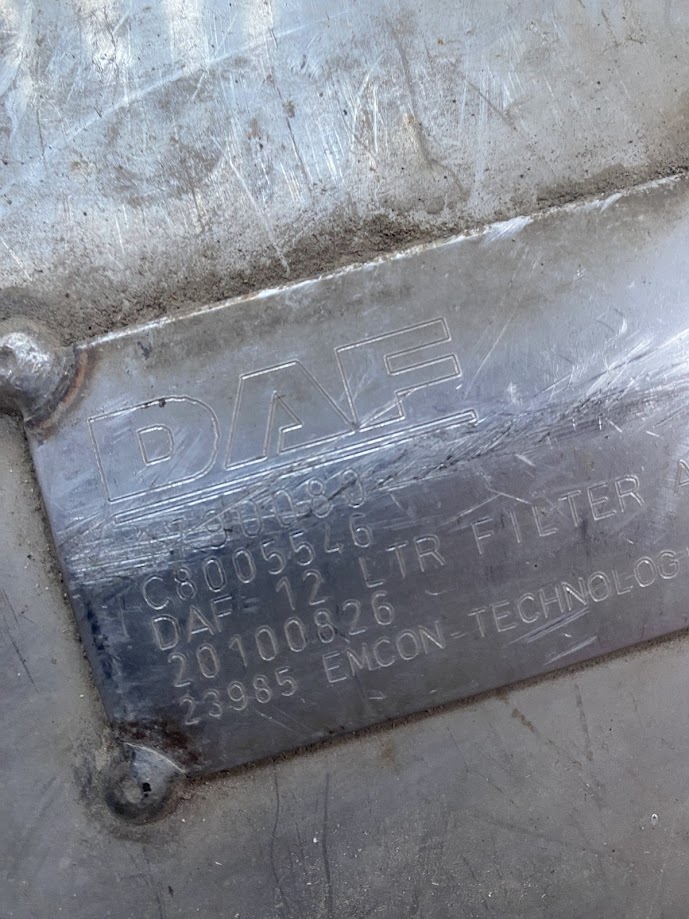 DAF
C8005546
DAF 12 LTR FILTER A
20100826
23985 EMCON-TECHNOLOG